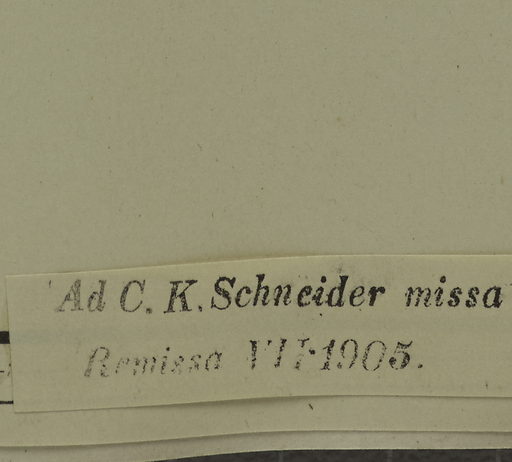 Ad C. K. Schneider missa
Remissa VII·1905.